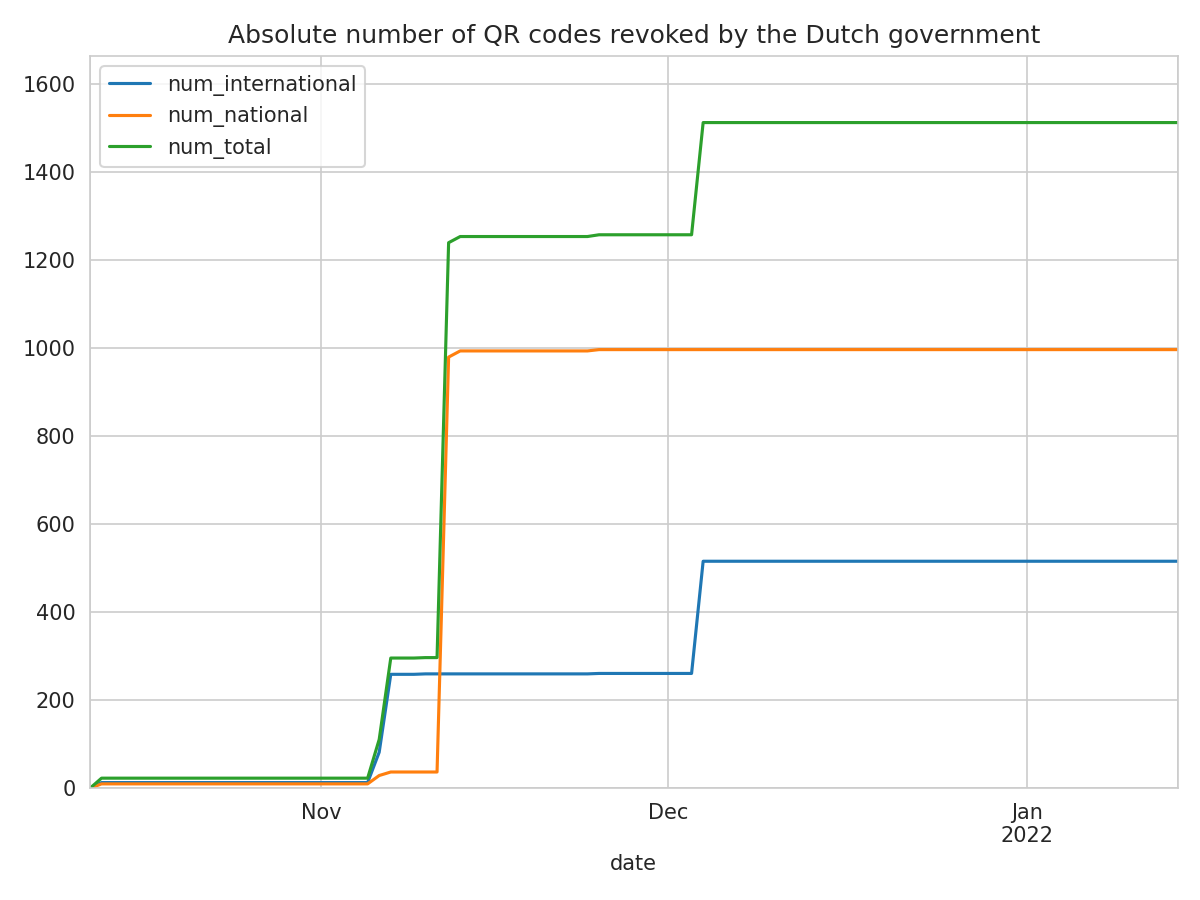 Absolute number of QR codes revoked by the Dutch government
num_international
num_national
num_total
1600
1400
1200
1000
800
600
400
200
0
Nov
Dec
Jan
2022
date